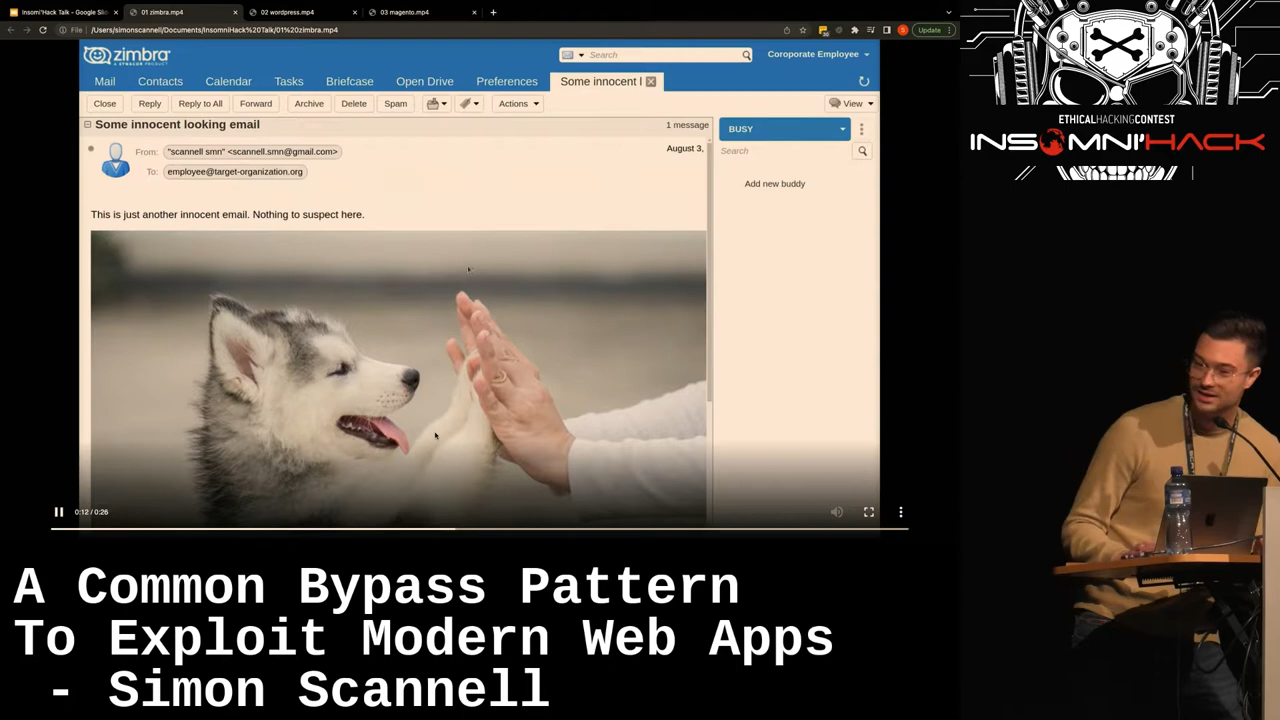 Insomni'Hack Talk - Google Slid
01 zimbra.mp4
02 wordpress.mp4
03 magento.mp4
File
/Users/simonscannell/Documents/InsomniHack%20Talk/01%20zimbra.mp4
S
Update
zimbra
A SYNACOR PRODUCT
Search
Coroporate Employee
Mail
Contacts
Calendar
Tasks
Briefcase
Open Drive
Preferences
Some innocent l
Close
Reply
Reply to All
Forward
Archive
Delete
Spam
Actions
View
Some innocent looking email
1 message
From: "scannell smn" <scannell.smn@gmail.com>
August 3,
To: employee@target-organization.org
BUSY
Search
Add new buddy
This is just another innocent email. Nothing to suspect here.
0:12 / 0:26
ETHICALHACKINGCONTEST
INSOMNI'HACK
A Common Bypass Pattern
To Exploit Modern Web Apps
- Simon Scannell